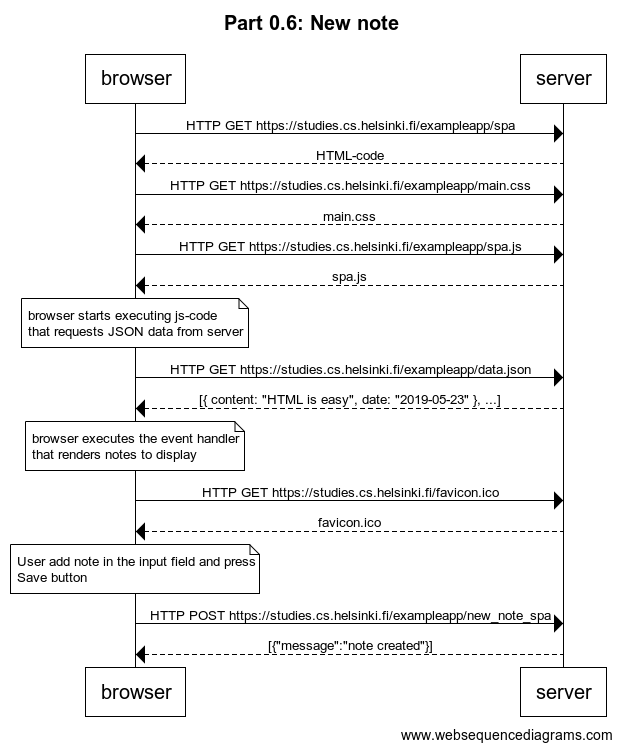 Part 0.6: New note
browser
server
HTTP GET https://studies.cs.helsinki.fi/exampleapp/spa
HTML-code
HTTP GET https://studies.cs.helsinki.fi/exampleapp/main.css
main.css
HTTP GET https://studies.cs.helsinki.fi/exampleapp/spa.js
spa.js
browser starts executing js-code
that requests JSON data from server
HTTP GET https://studies.cs.helsinki.fi/exampleapp/data.json
[{ content: "HTML is easy", date: "2019-05-23" }, ...]
browser executes the event handler
that renders notes to display
HTTP GET https://studies.cs.helsinki.fi/favicon.ico
favicon.ico
User add note in the input field and press
Save button
HTTP POST https://studies.cs.helsinki.fi/exampleapp/new_note_spa
[{"message":"note created"}]
browser
server
www.websequencediagrams.com